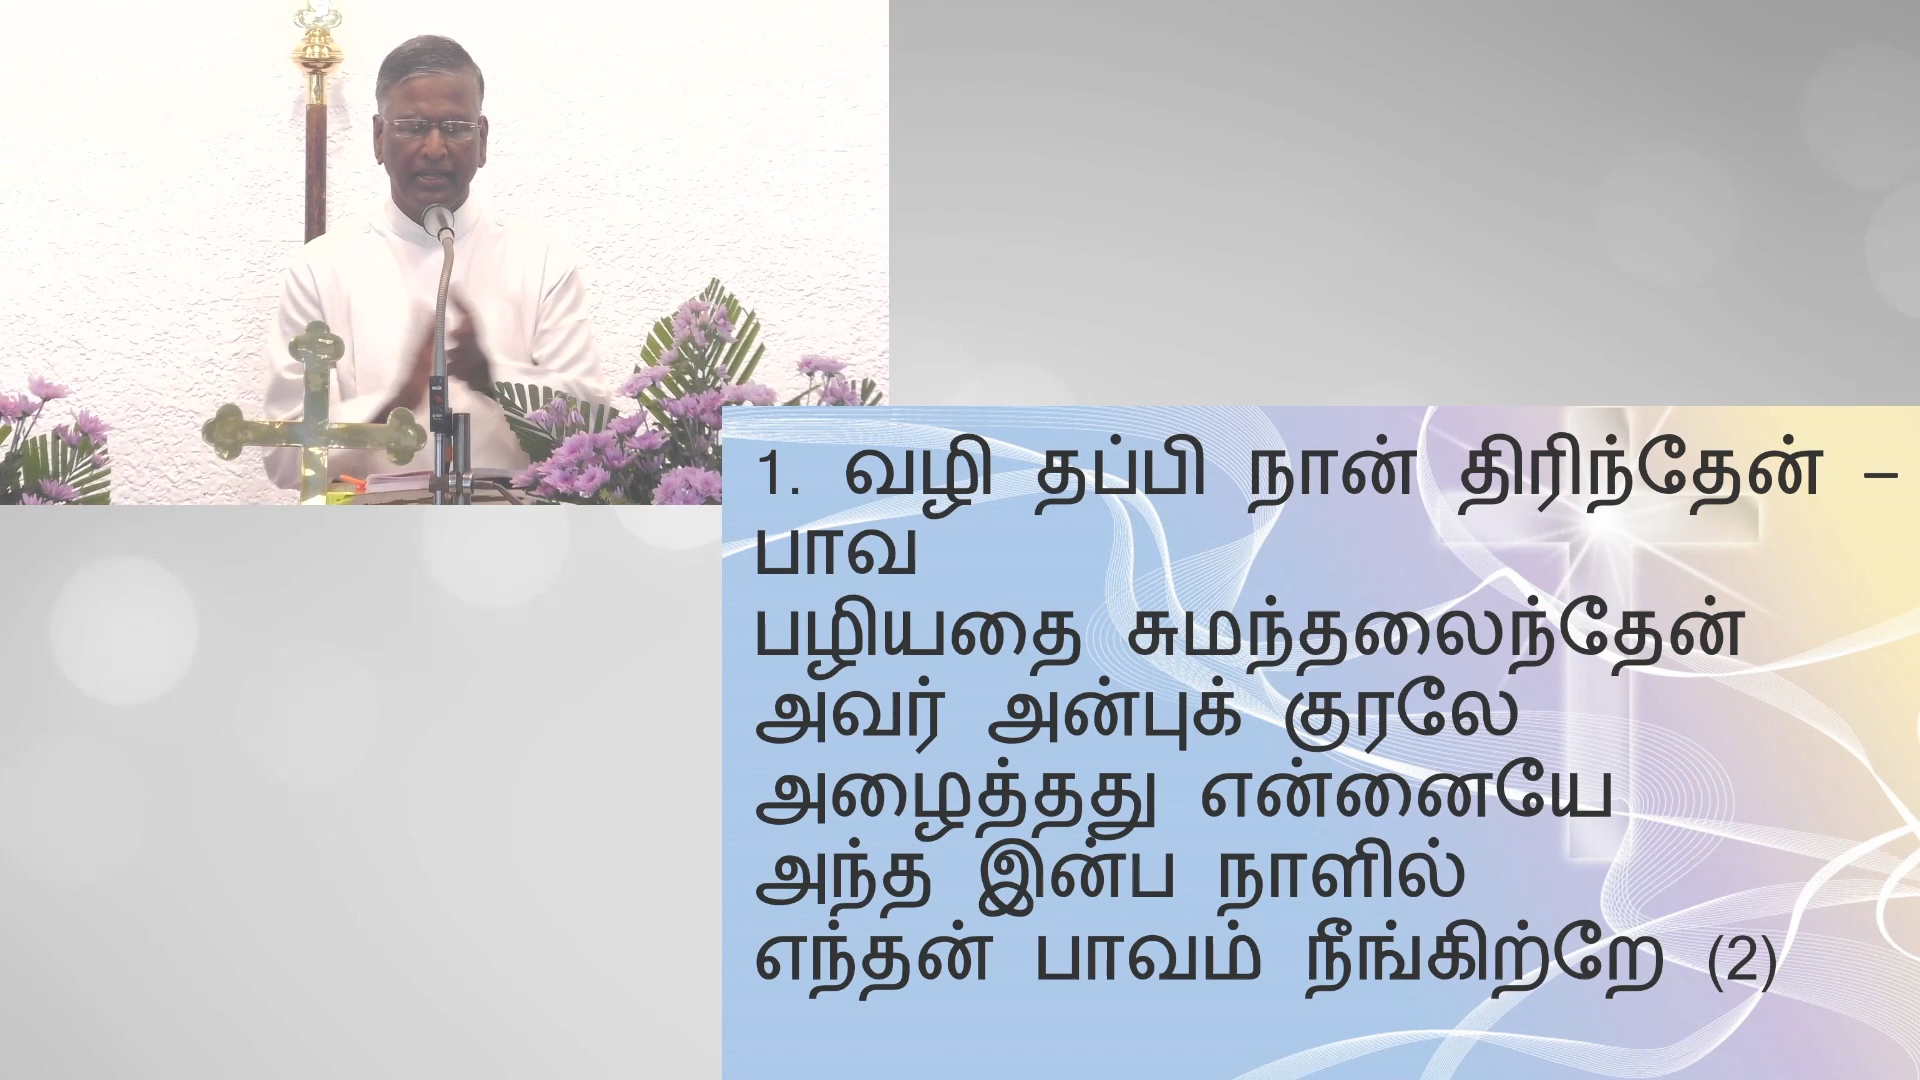 1. வழி தப்பி நான் திரிந்தேன் –
பாவ
பழியதை சுமந்தலைந்தேன்
அவர் அன்புக் குரலே
அழைத்தது என்னையே
அந்த இன்ப நாளில்
எந்தன் பாவம் நீங்கிற்றே (2)